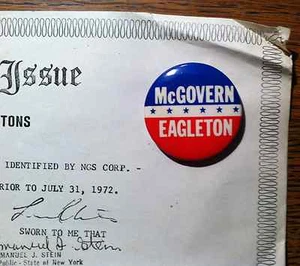 Issue
TONS
McGOVERN
EAGLETON
IDENTIFIED BY NGS CORP. -
RIOR TO JULY 31, 1972.
SWORN TO ME THAT
MANUEL J. STEIN
Public - State of New York